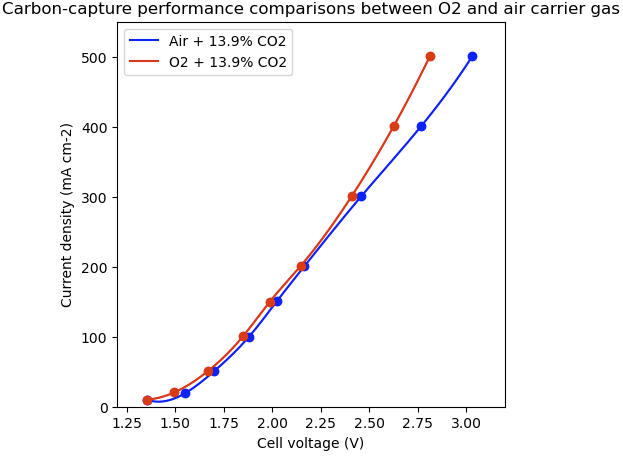 Carbon-capture performance comparisons between O2 and air carrier gas
Air + 13.9% CO2
O2 + 13.9% CO2
500
400
300
200
100
0
Current density (mA cm-2)
1.25 1.50 1.75 2.00 2.25 2.50 2.75 3.00
Cell voltage (V)